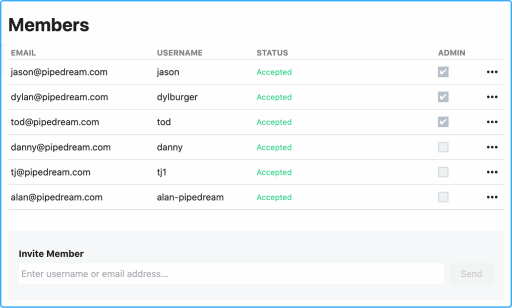 Members
EMAIL USERNAME STATUS ADMIN
jason@pipedream.com jason Accepted
dylan@pipedream.com dylburger Accepted
tod@pipedream.com tod Accepted
danny@pipedream.com danny Accepted
tj@pipedream.com tj1 Accepted
alan@pipedream.com alan-pipedream Accepted
Invite Member
Enter username or email address... Send